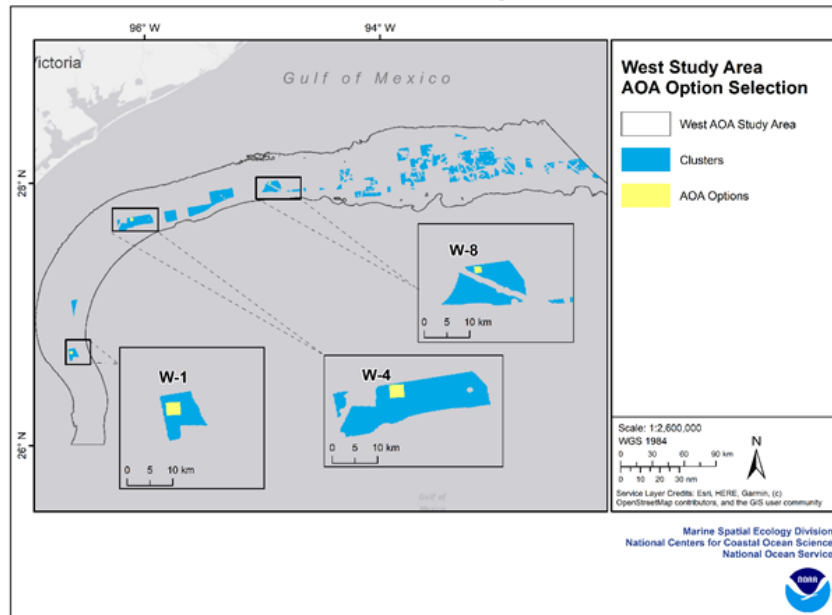 96° W
94° W
Victoria
Gulf of Mexico
28° N
26° N
W-8
0 5 10 km
W-1
0 5 10 km
W-4
0 5 10 km
Gulf of
Mexico
West Study Area
AOA Option Selection
West AOA Study Area
Clusters
AOA Options
Scale: 1:2,600,000
WGS 1984
N
0 30 60 90 km
0 10 20 30 nm
Service Layer Credits: Esri, HERE, Garmin, (c)
OpenStreetMap contributors, and the GIS user community
Marine Spatial Ecology Division
National Centers for Coastal Ocean Science
National Ocean Service
NOAA